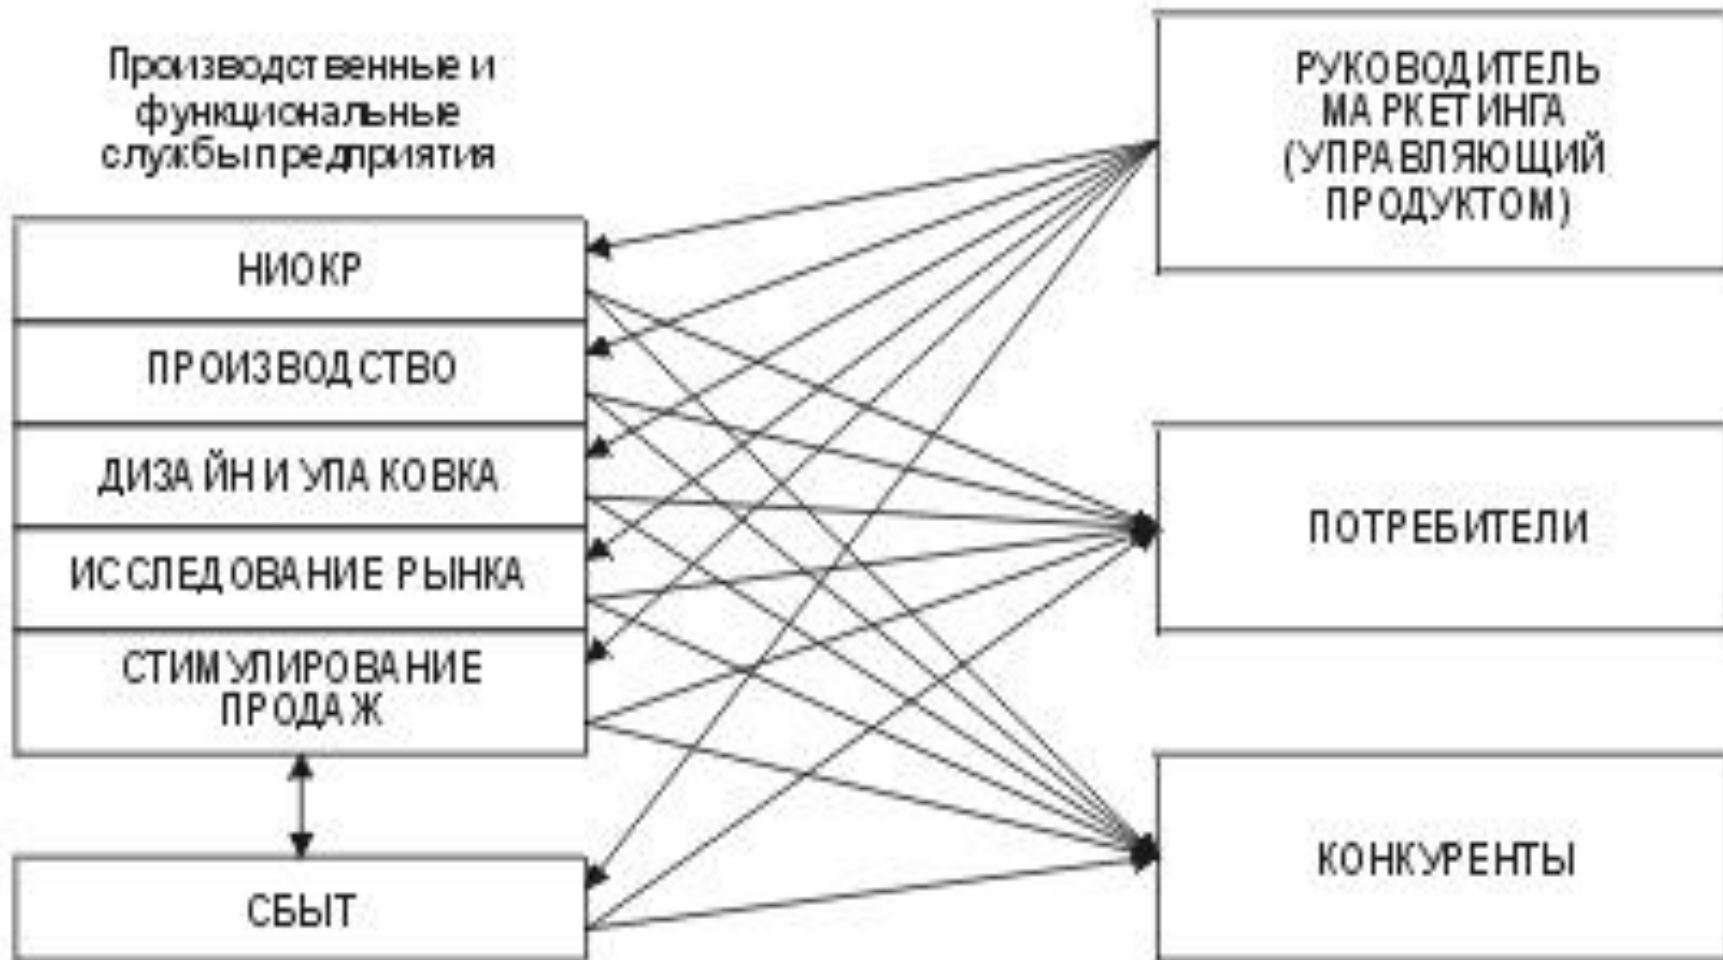 Производственные и
функциональные
службы предприятия
НИОКР
ПРОИЗВОДСТВО
ДИЗАЙН И УПАКОВКА
ИССЛЕДОВАНИЕ РЫНКА
СТИМУЛИРОВАНИЕ
ПРОДАЖ
СБЫТ
РУКОВОДИТЕЛЬ
МАРКЕТИНГА
(УПРАВЛЯЮЩИЙ
ПРОДУКТОМ)
ПОТРЕБИТЕЛИ
КОНКУРЕНТЫ